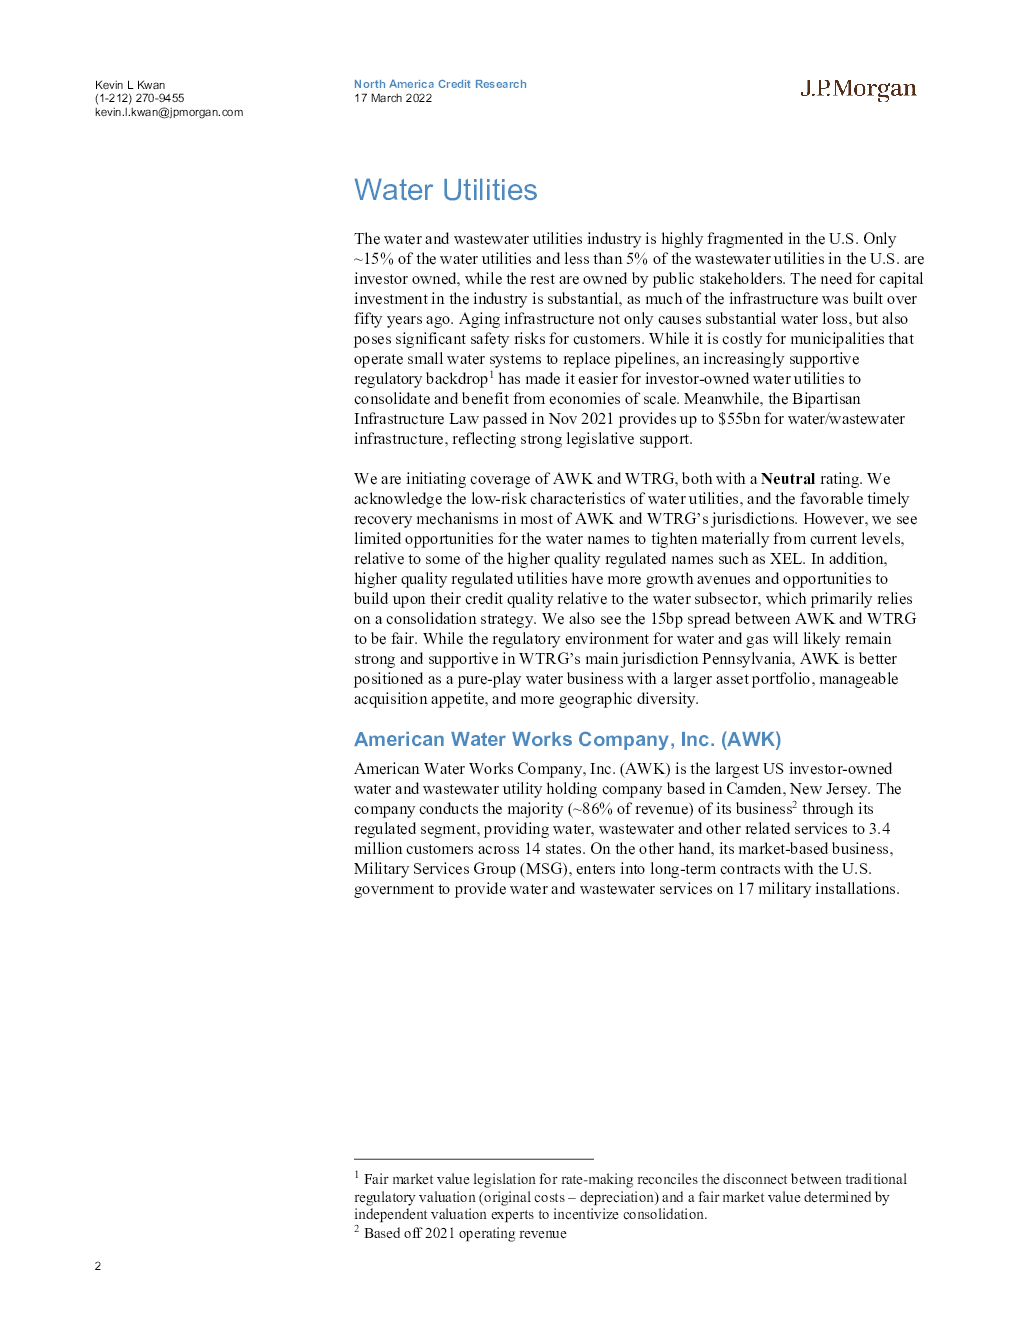 Kevin L Kwan
(1-212) 270-9455
kevin.l.kwan@jpmorgan.com
North America Credit Research
17 March 2022
J.P.Morgan
Water Utilities
The water and wastewater utilities industry is highly fragmented in the U.S. Only
~15% of the water utilities and less than 5% of the wastewater utilities in the U.S. are
investor owned, while the rest are owned by public stakeholders. The need for capital
investment in the industry is substantial, as much of the infrastructure was built over
fifty years ago. Aging infrastructure not only causes substantial water loss, but also
poses significant safety risks for customers. While it is costly for municipalities that
operate small water systems to replace pipelines, an increasingly supportive
regulatory backdrop1 has made it easier for investor-owned water utilities to
consolidate and benefit from economies of scale. Meanwhile, the Bipartisan
Infrastructure Law passed in Nov 2021 provides up to $55bn for water/wastewater
infrastructure, reflecting strong legislative support.
We are initiating coverage of AWK and WTRG, both with a Neutral rating. We
acknowledge the low-risk characteristics of water utilities, and the favorable timely
recovery mechanisms in most of AWK and WTRG’s jurisdictions. However, we see
limited opportunities for the water names to tighten materially from current levels,
relative to some of the higher quality regulated names such as XEL. In addition,
higher quality regulated utilities have more growth avenues and opportunities to
build upon their credit quality relative to the water subsector, which primarily relies
on a consolidation strategy. We also see the 15bp spread between AWK and WTRG
to be fair. While the regulatory environment for water and gas will likely remain
strong and supportive in WTRG’s main jurisdiction Pennsylvania, AWK is better
positioned as a pure-play water business with a larger asset portfolio, manageable
acquisition appetite, and more geographic diversity.
American Water Works Company, Inc. (AWK)
American Water Works Company, Inc. (AWK) is the largest US investor-owned
water and wastewater utility holding company based in Camden, New Jersey. The
company conducts the majority (~86% of revenue) of its business2 through its
regulated segment, providing water, wastewater and other related services to 3.4
million customers across 14 states. On the other hand, its market-based business,
Military Services Group (MSG), enters into long-term contracts with the U.S.
government to provide water and wastewater services on 17 military installations.
1 Fair market value legislation for rate-making reconciles the disconnect between traditional
regulatory valuation (original costs – depreciation) and a fair market value determined by
independent valuation experts to incentivize consolidation.
2 Based off 2021 operating revenue
2